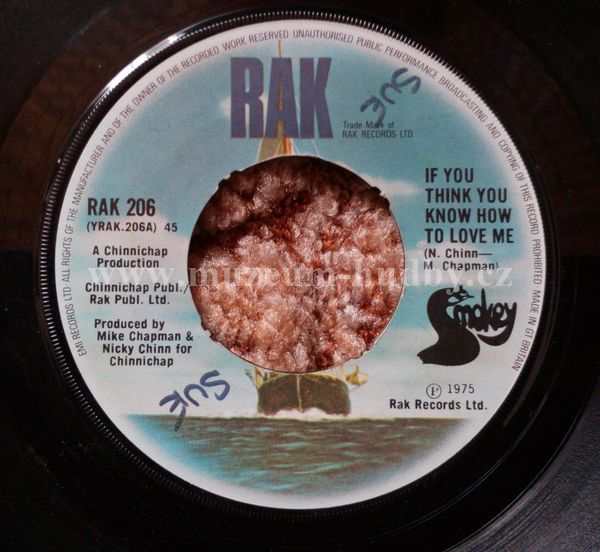 EMI RECORDS LTD·ALL RIGHTS OF THE MANUFACTURER AND OF THE OWNER OF THE RECORDED WORK RESERVED UNAUTHORISED PUBLIC PERFORMANCE BROADCASTING AND COPYING OF THIS RECORD PROHIBITED MADE IN GT BRITAIN
RAK
Trade Mark of
RAK RECORDS LTD.
SUE
RAK 206
(YRAK.206A) 45
A Chinnichap
Production
Chinnichap Publ./
Rak Publ. Ltd.
Produced by
Mike Chapman &
Nicky Chinn for
Chinnichap
IF YOU
THINK YOU
KNOW HOW
TO LOVE ME
(N. Chinn—
M. Chapman)
Smokey
℗ 1975
Rak Records Ltd.
SUE
www.muzeum-hudby.cz